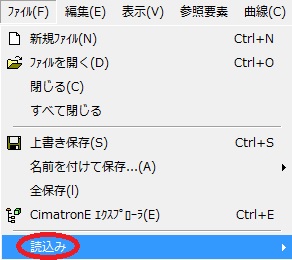 ﾌｧｲﾙ(F) 編集(E) 表示(V) 参照要素 曲線(C)
新規ﾌｧｲﾙ(N) Ctrl+N
ﾌｧｲﾙを開く(D) Ctrl+O
閉じる(C)
すべて閉じる
上書き保存(S) Ctrl+S
名前を付けて保存...(A)
全保存(I)
CimatronE ｴｸｽﾌﾟﾛｰﾗ(E) Ctrl+E
読込み